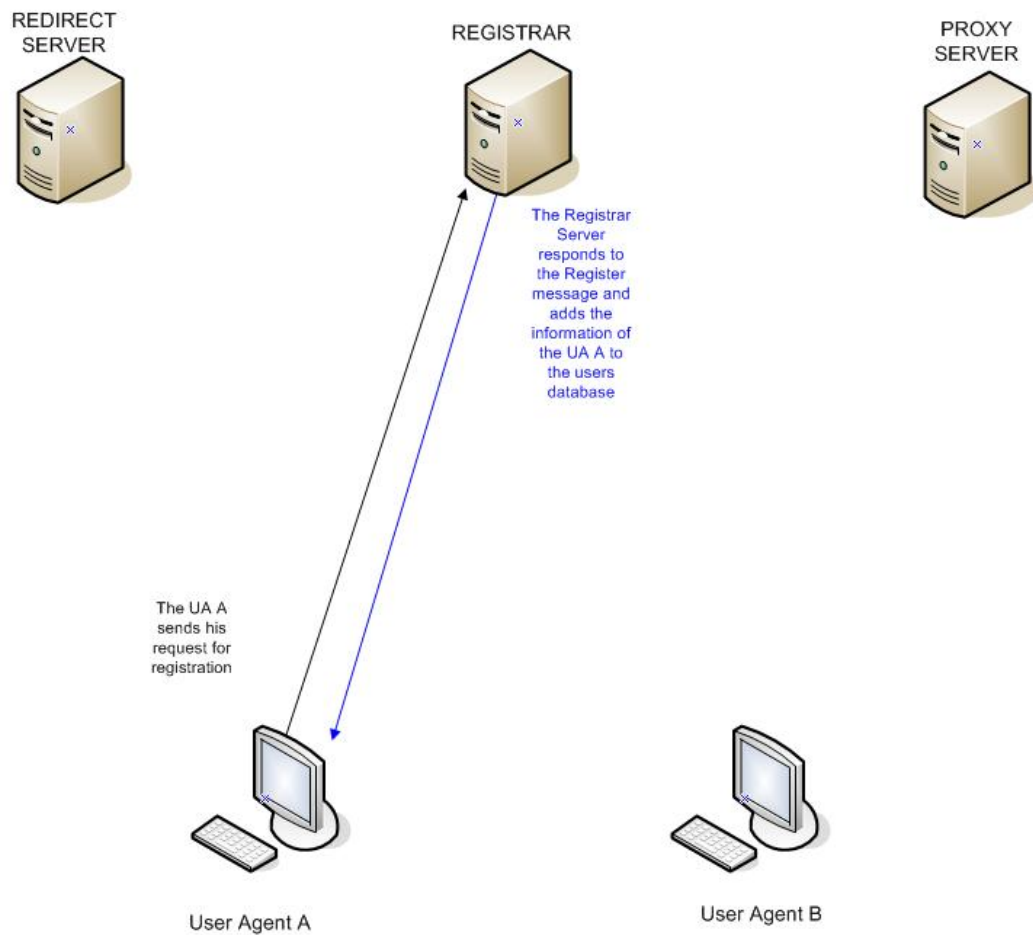 REDIRECT
SERVER
REGISTRAR
PROXY
SERVER
The Registrar
Server
responds to
the Register
message and
adds the
information of
the UA A to
the users
database
The UA A
sends his
request for
registration
User Agent A
User Agent B